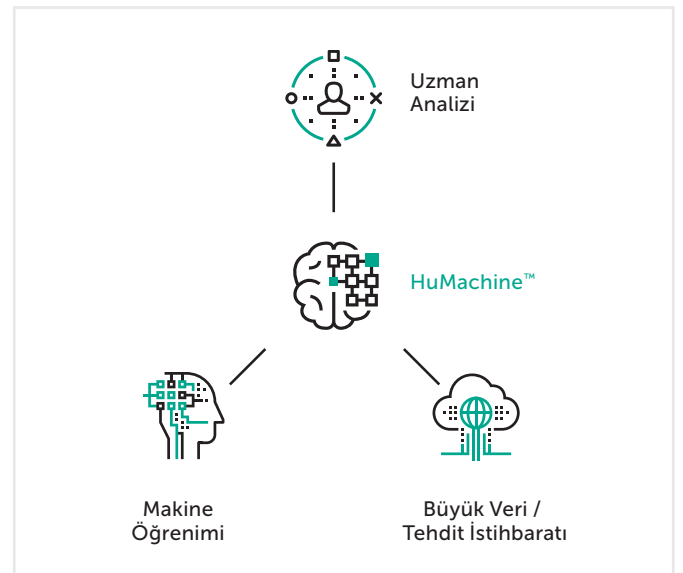 Uzman
Analizi
HuMachine™
Makine
Öğrenimi
Büyük Veri /
Tehdit İstihbaratı